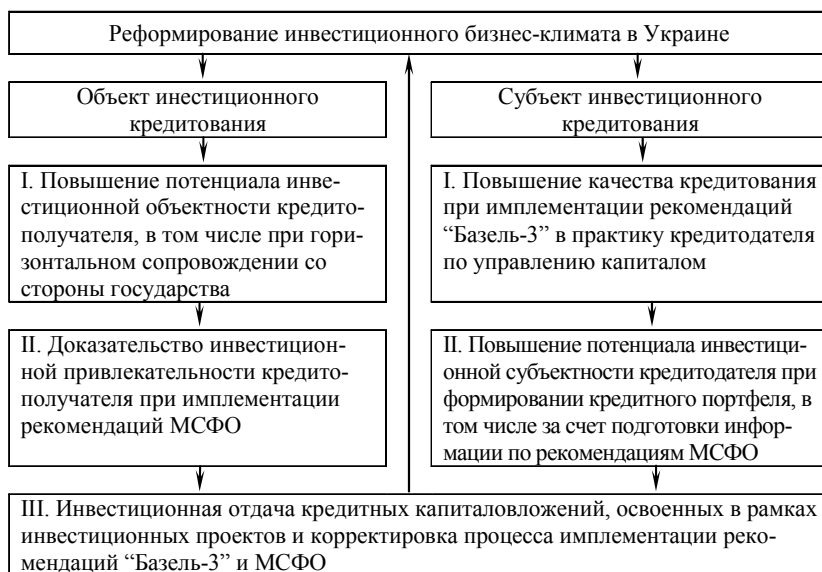 Реформирование инвестиционного бизнес-климата в Украине
Объект инестиционного
кредитования
Субъект инвестиционного
кредитования
I. Повышение потенциала инве-
стиционной объектности кредито-
получателя, в том числе при гори-
зонтальном сопровождении со
стороны государства
I. Повышение качества кредитования
при имплементации рекомендаций
“Базель-3” в практику кредитодателя
по управлению капиталом
II. Доказательство инвестицион-
ной привлекательности кредито-
получателя при имплементации
рекомендаций МСФО
II. Повышение потенциала инвестици-
онной субъектности кредитодателя при
формировании кредитного портфеля, в
том числе за счет подготовки инфор-
мации по рекомендациям МСФО
III. Инвестиционная отдача кредитных капиталовложений, освоенных в рамках
инвестиционных проектов и корректировка процесса имплементации реко-
мендаций “Базель-3” и МСФО